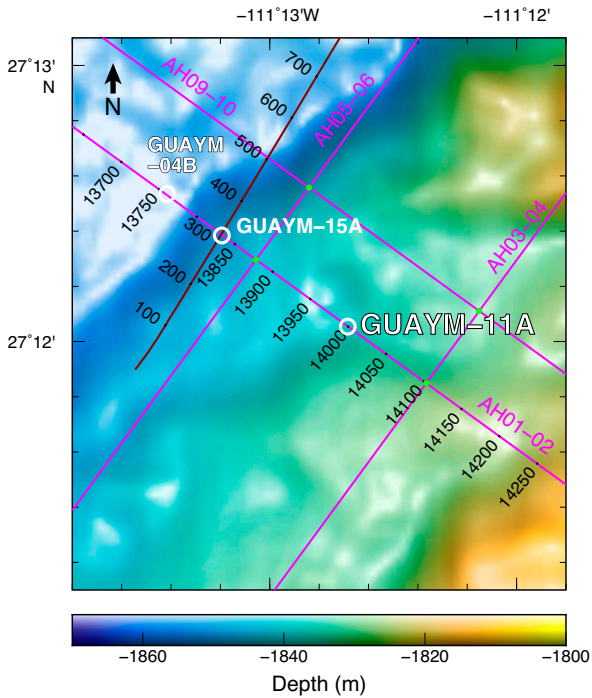 −111˚13'W
−111˚12'
27˚13'
N
N
AH09−10
AH05−06
AH03−04
AH01−02
700
600
500
400
300
200
100
GUAYM
−04B
GUAYM−15A
GUAYM−11A
13700
13750
13850
13900
13950
14000
14050
14100
14150
14200
14250
27˚12'
−1860
−1840
−1820
−1800
Depth (m)